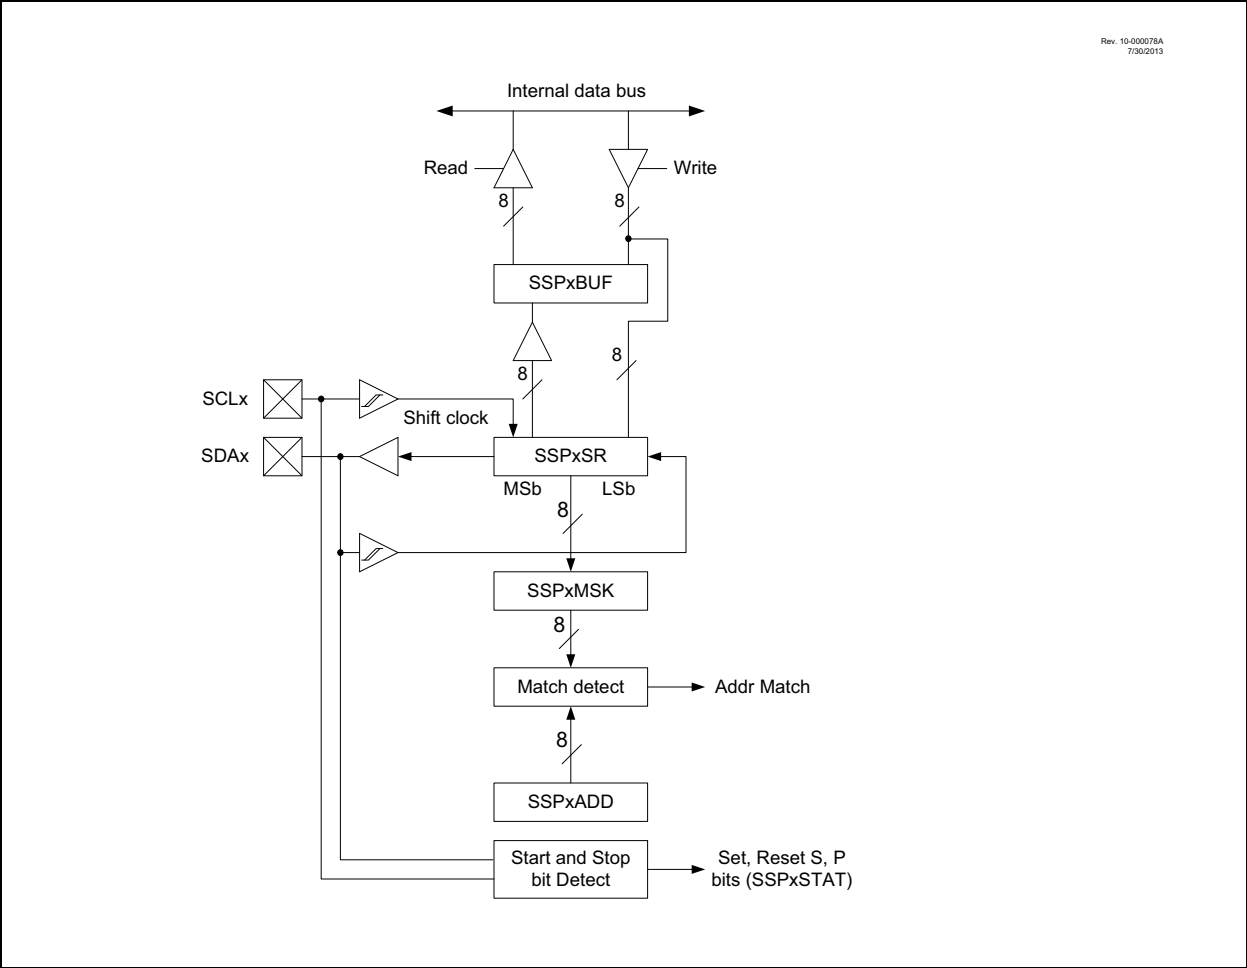 Rev. 10-000078A
7/30/2013
Internal data bus
Read
Write
8
8
SSPxBUF
8
8
SCLx
Shift clock
SDAx
SSPxSR
MSb
LSb
8
SSPxMSK
8
Match detect
Addr Match
8
SSPxADD
Start and Stop
bit Detect
Set, Reset S, P
bits (SSPxSTAT)